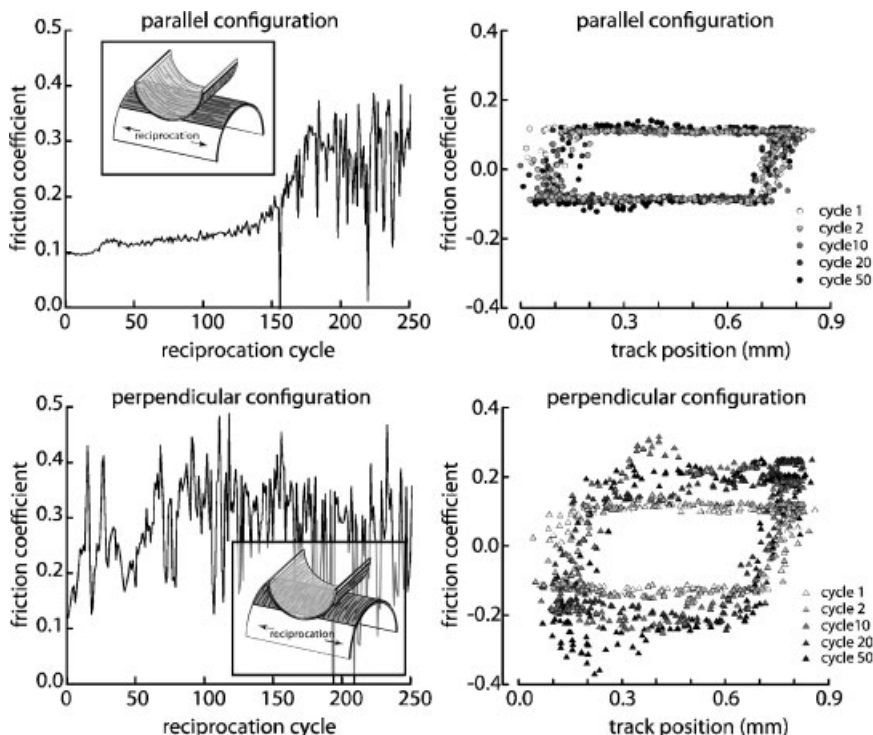 parallel configuration
friction coefficient
0.5
0.4
0.3
0.2
0.1
0.0
reciprocation
0 50 100 150 200 250
reciprocation cycle
parallel configuration
friction coefficient
0.4
0.2
0.0
-0.2
-0.4
cycle 1
cycle 2
cycle10
cycle 20
cycle 50
0.0 0.3 0.6 0.9
track position (mm)
perpendicular configuration
friction coefficient
0.5
0.4
0.3
0.2
0.1
0.0
reciprocation
0 50 100 150 200 250
reciprocation cycle
perpendicular configuration
friction coefficient
0.4
0.2
0.0
-0.2
-0.4
cycle 1
cycle 2
cycle10
cycle 20
cycle 50
0.0 0.3 0.6 0.9
track position (mm)